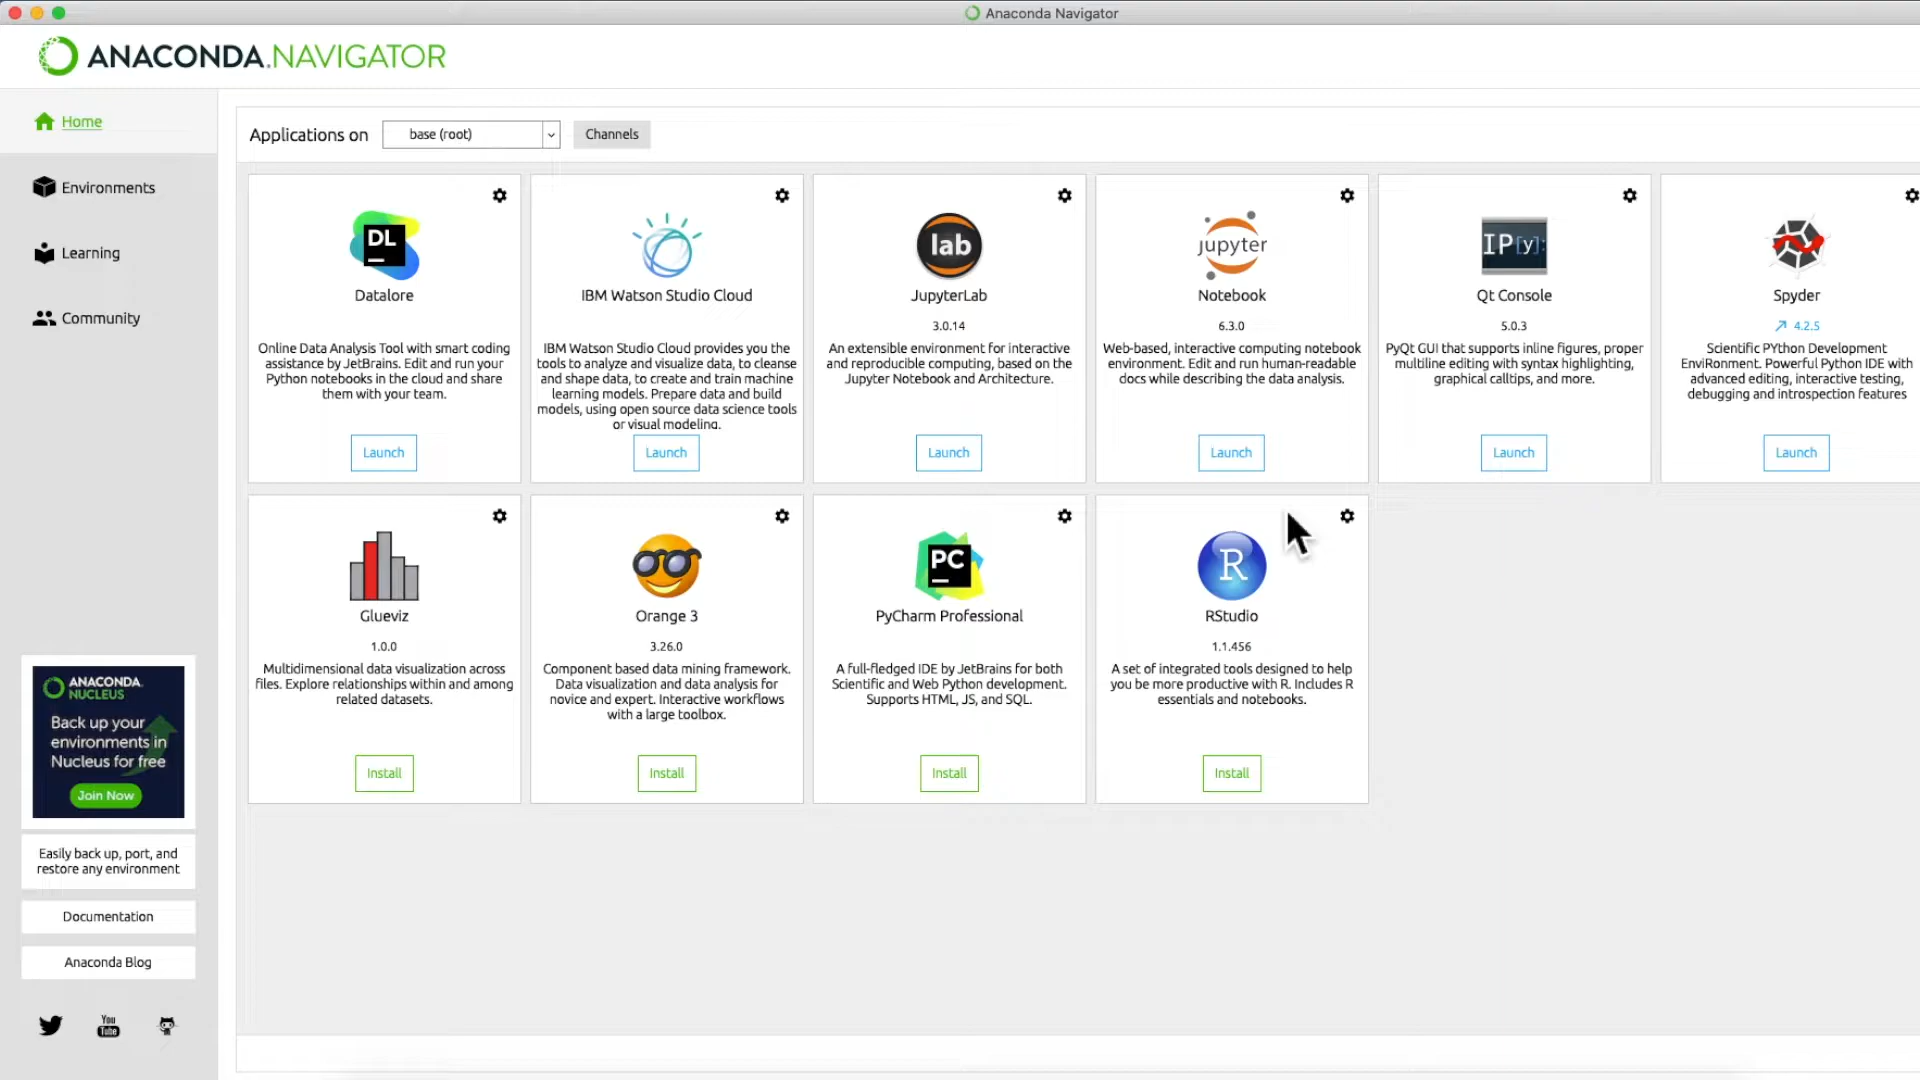 Anaconda Navigator
ANACONDA.NAVIGATOR
Home
Environments
Learning
Community
Applications on
base (root)
Channels
DL
Datalore
Online Data Analysis Tool with smart coding
assistance by JetBrains. Edit and run your
Python notebooks in the cloud and share
them with your team.
Launch
IBM Watson Studio Cloud
IBM Watson Studio Cloud provides you the
tools to analyze and visualize data, to cleanse
and shape data, to create and train machine
learning models. Prepare data and build
models, using open source data science tools
or visual modeling.
Launch
lab
JupyterLab
3.0.14
An extensible environment for interactive
and reproducible computing, based on the
Jupyter Notebook and Architecture.
Launch
jupyter
Notebook
6.3.0
Web-based, interactive computing notebook
environment. Edit and run human-readable
docs while describing the data analysis.
Launch
IP[y]:
Qt Console
5.0.3
PyQt GUI that supports inline figures, proper
multiline editing with syntax highlighting,
graphical calltips, and more.
Launch
Spyder
4.2.5
Scientific PYthon Development
EnviRonment. Powerful Python IDE with
advanced editing, interactive testing,
debugging and introspection features
Launch
Glueviz
1.0.0
Multidimensional data visualization across
files. Explore relationships within and among
related datasets.
Install
Orange 3
3.26.0
Component based data mining framework.
Data visualization and data analysis for
novice and expert. Interactive workflows
with a large toolbox.
Install
PC
PyCharm Professional
A full-fledged IDE by JetBrains for both
Scientific and Web Python development.
Supports HTML, JS, and SQL.
Install
R
RStudio
1.1.456
A set of integrated tools designed to help
you be more productive with R. Includes R
essentials and notebooks.
Install
ANACONDA.
NUCLEUS
Back up your
environments in
Nucleus for free
Join Now
Easily back up, port, and
restore any environment
Documentation
Anaconda Blog
You
Tube